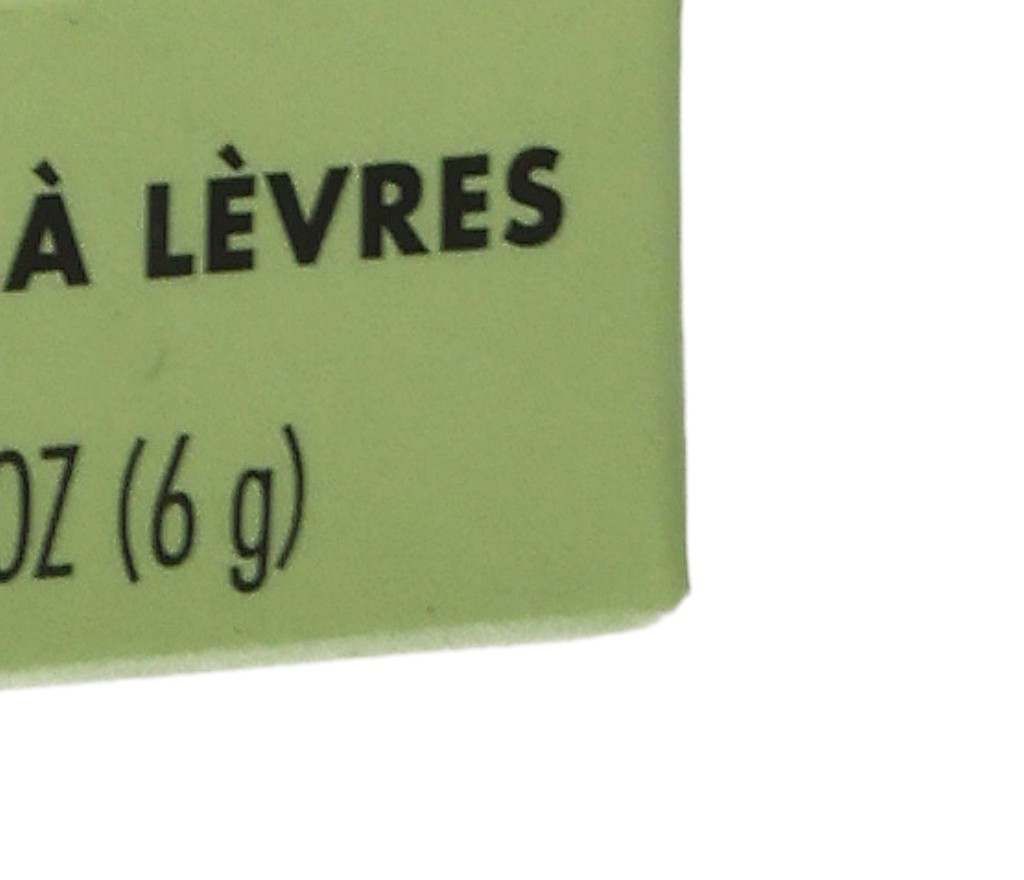 À LÈVRES
OZ (6 g)